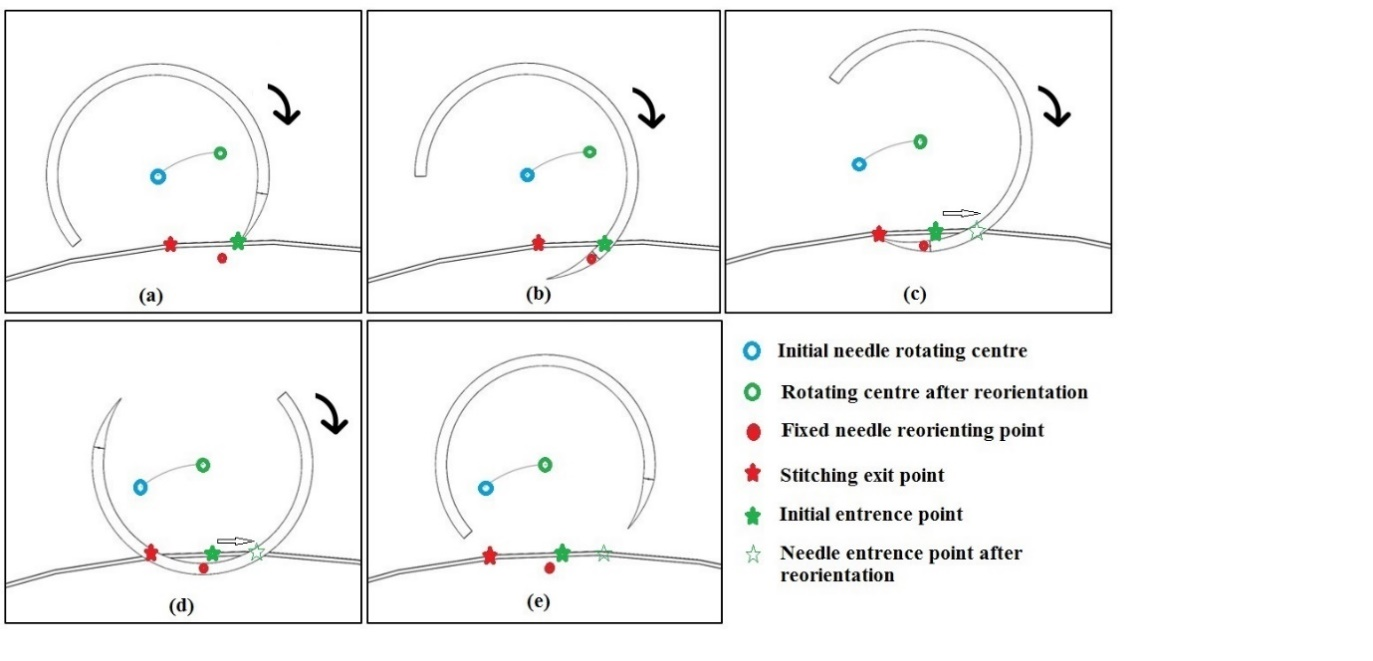 (a)
(b)
(c)
Initial needle rotating centre
Rotating centre after reorientation
Fixed needle reorienting point
Stitching exit point
Initial entrence point
Needle entrence point after
reorientation
(d)
(e)